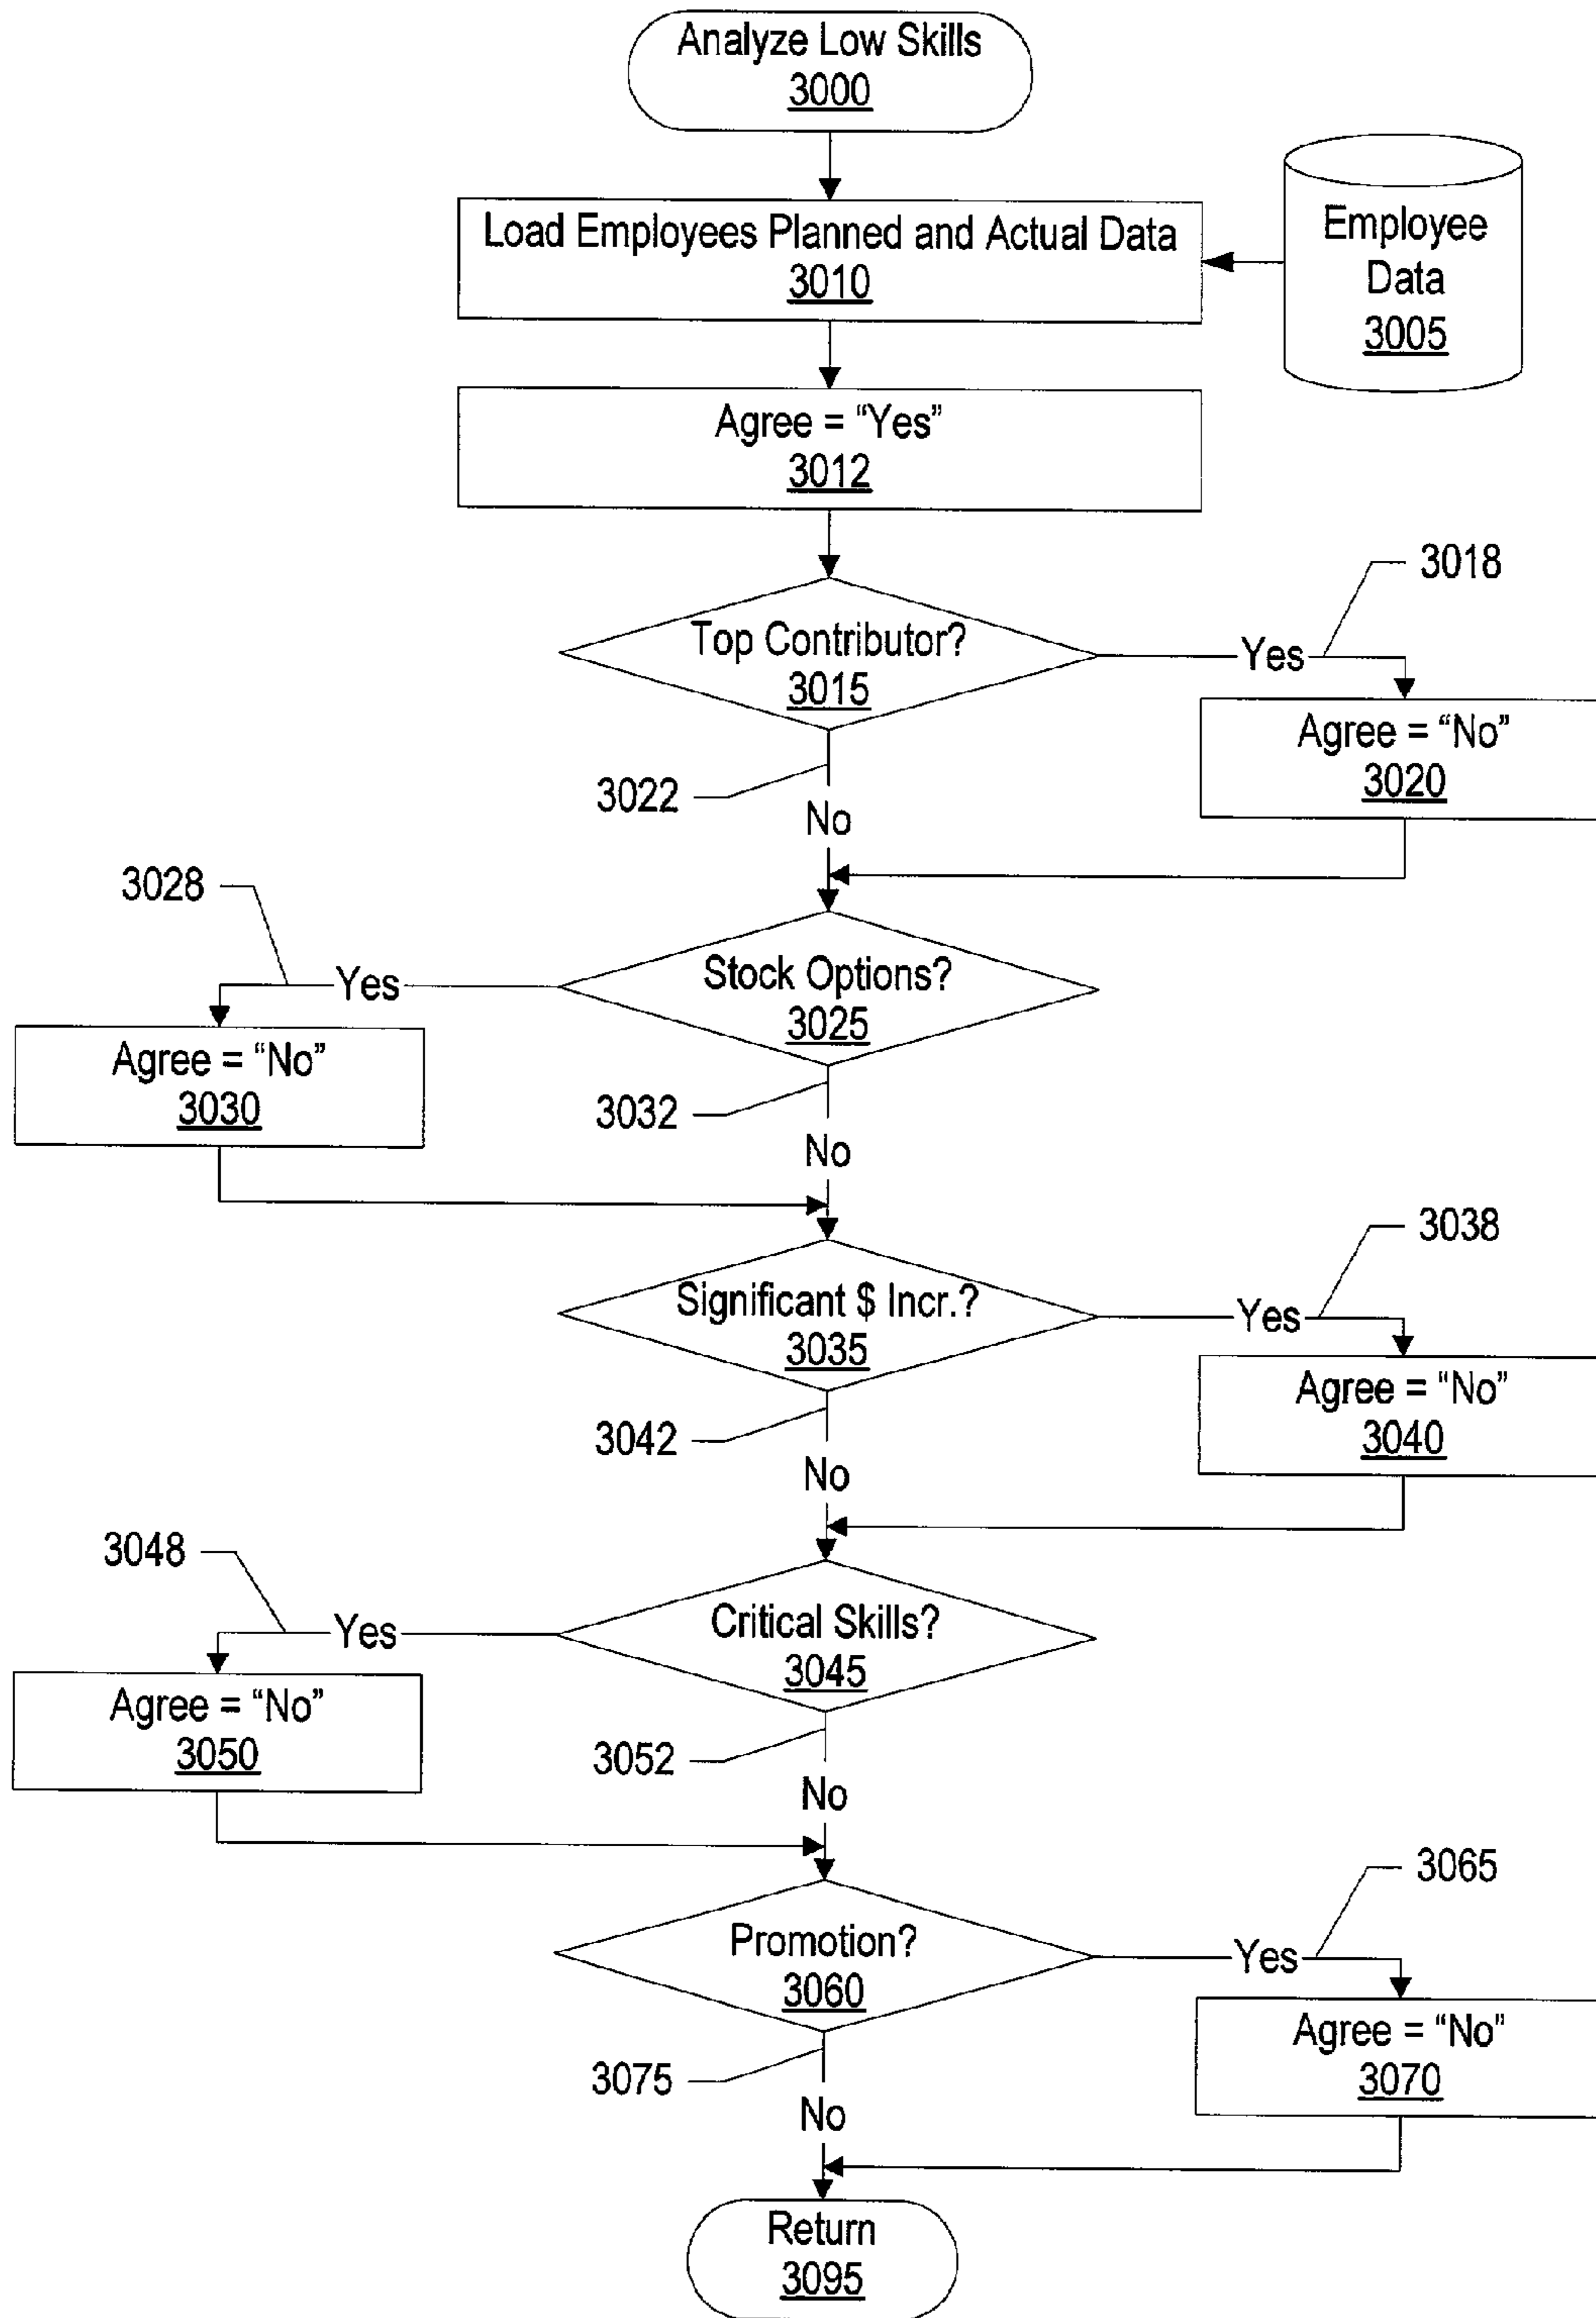 Analyze Low Skills
3000
Load Employees Planned and Actual Data
3010
Employee
Data
3005
Agree = “Yes”
3012
3018
Top Contributor?
3015
Yes
Agree = “No”
3020
3022
No
3028
Stock Options?
3025
Yes
Agree = “No”
3030
3032
No
3038
Significant $ Incr.?
3035
Yes
Agree = “No”
3040
3042
No
3048
Critical Skills?
3045
Yes
Agree = “No”
3050
3052
No
3065
Promotion?
3060
Yes
Agree = “No”
3070
3075
No
Return
3095